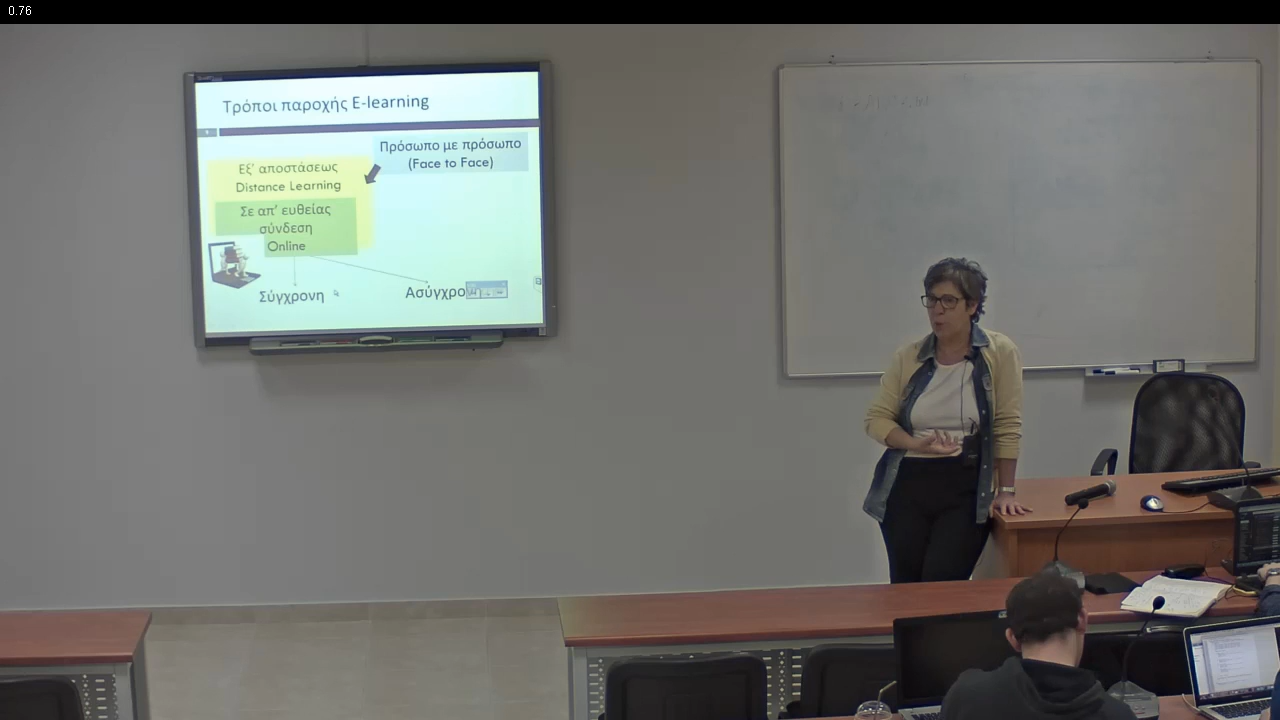 0.76
Τρόποι παροχής E-learning
Πρόσωπο με πρόσωπο
(Face to Face)
Εξ’ αποστάσεως
Distance Learning
Σε απ’ ευθείας
σύνδεση
Online
Σύγχρονη
Ασύγχρο